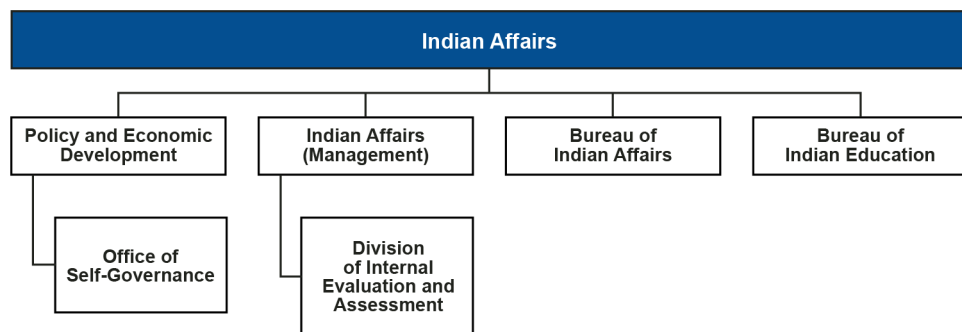 Indian Affairs
Policy and Economic
Development
Indian Affairs
(Management)
Bureau of
Indian Affairs
Bureau of
Indian Education
Office of
Self-Governance
Division
of Internal
Evaluation and
Assessment